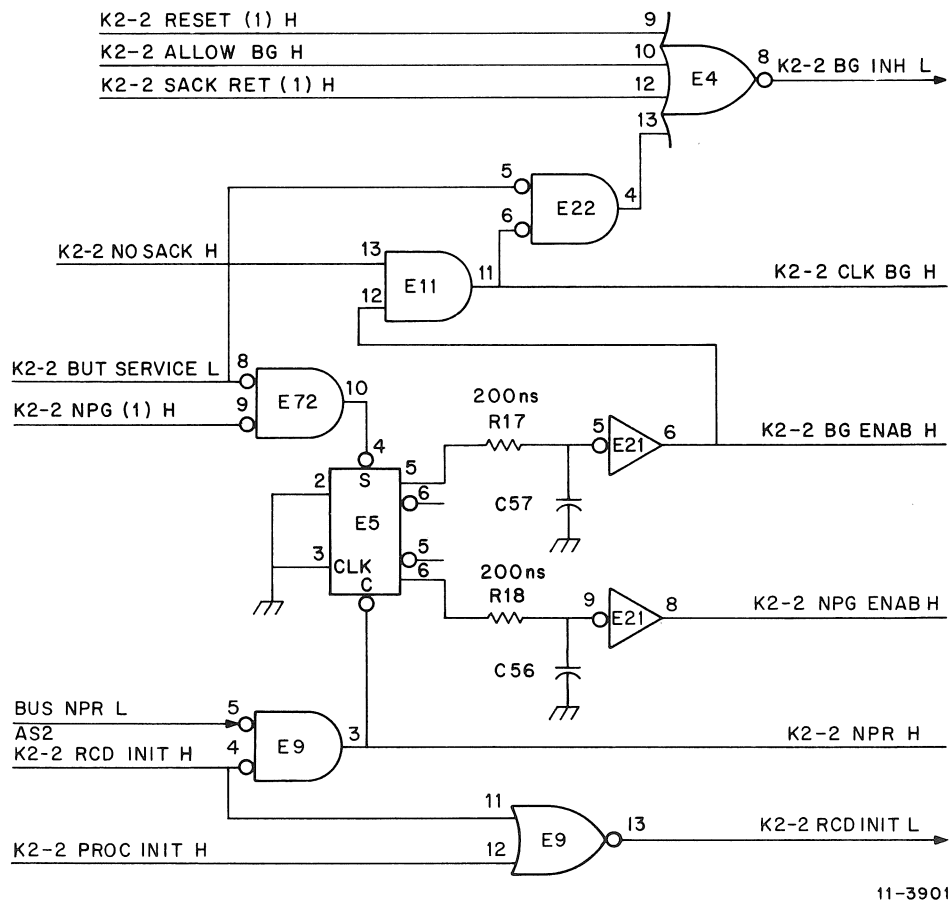 K2-2 RESET (1) H
9
K2-2 ALLOW BG H
10
K2-2 SACK RET (1) H
12
13
E4
8
K2-2 BG INH L
5
6
E22
4
K2-2 NO SACK H
13
12
E11
11
K2-2 CLK BG H
K2-2 BUT SERVICE L
8
K2-2 NPG (1) H
9
E72
10
200ns
R17
5
E21
6
K2-2 BG ENAB H
4
S
2
5
6
C57
E5
3
CLK
5
6
C
200ns
R18
9
E21
8
K2-2 NPG ENAB H
C56
BUS NPR L
5
AS2
K2-2 RCD INIT H
4
E9
3
K2-2 NPR H
11
K2-2 PROC INIT H
12
E9
13
K2-2 RCD INIT L
11-3901